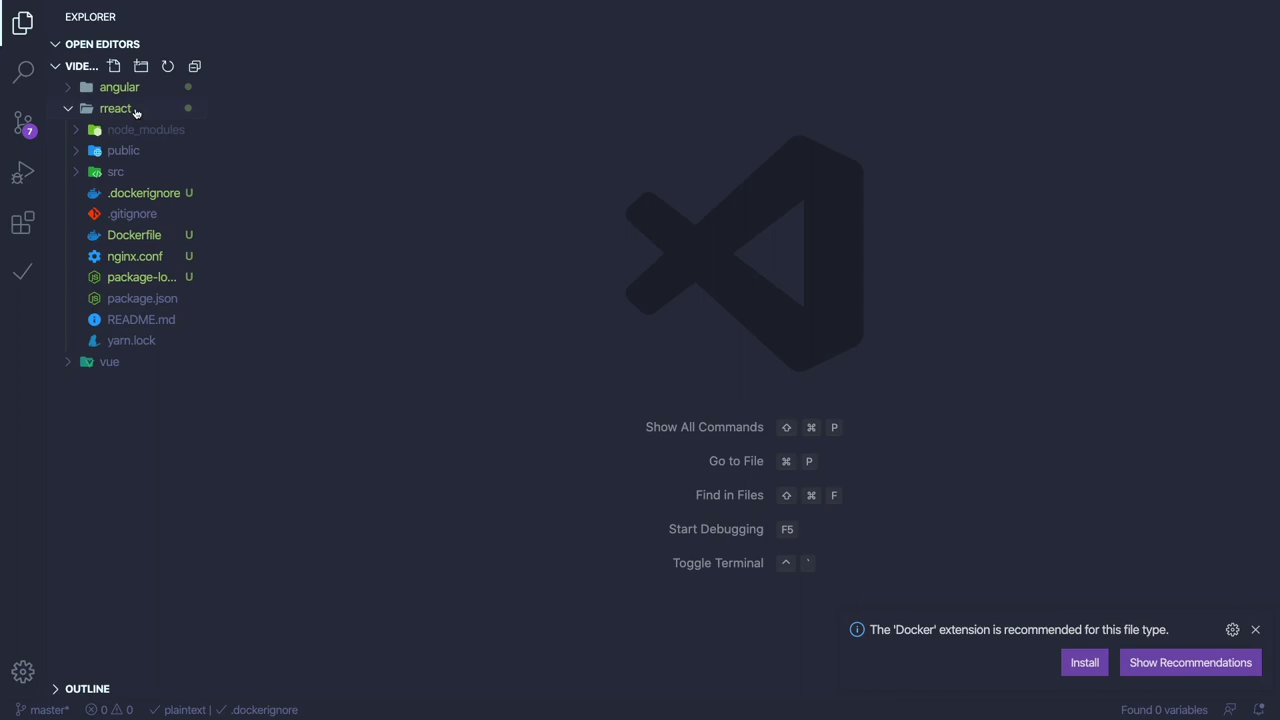 EXPLORER
OPEN EDITORS
VIDE...
angular
rreact
node_modules
public
src
.dockerignore U
.gitignore
Dockerfile U
nginx.conf U
package-lo... U
package.json
README.md
yarn.lock
vue
7
Show All Commands ⇧ ⌘ P
Go to File ⌘ P
Find in Files ⇧ ⌘ F
Start Debugging F5
Toggle Terminal ^ `
The 'Docker' extension is recommended for this file type.
Install Show Recommendations
OUTLINE
master* 0 0 plaintext | .dockerignore Found 0 variables